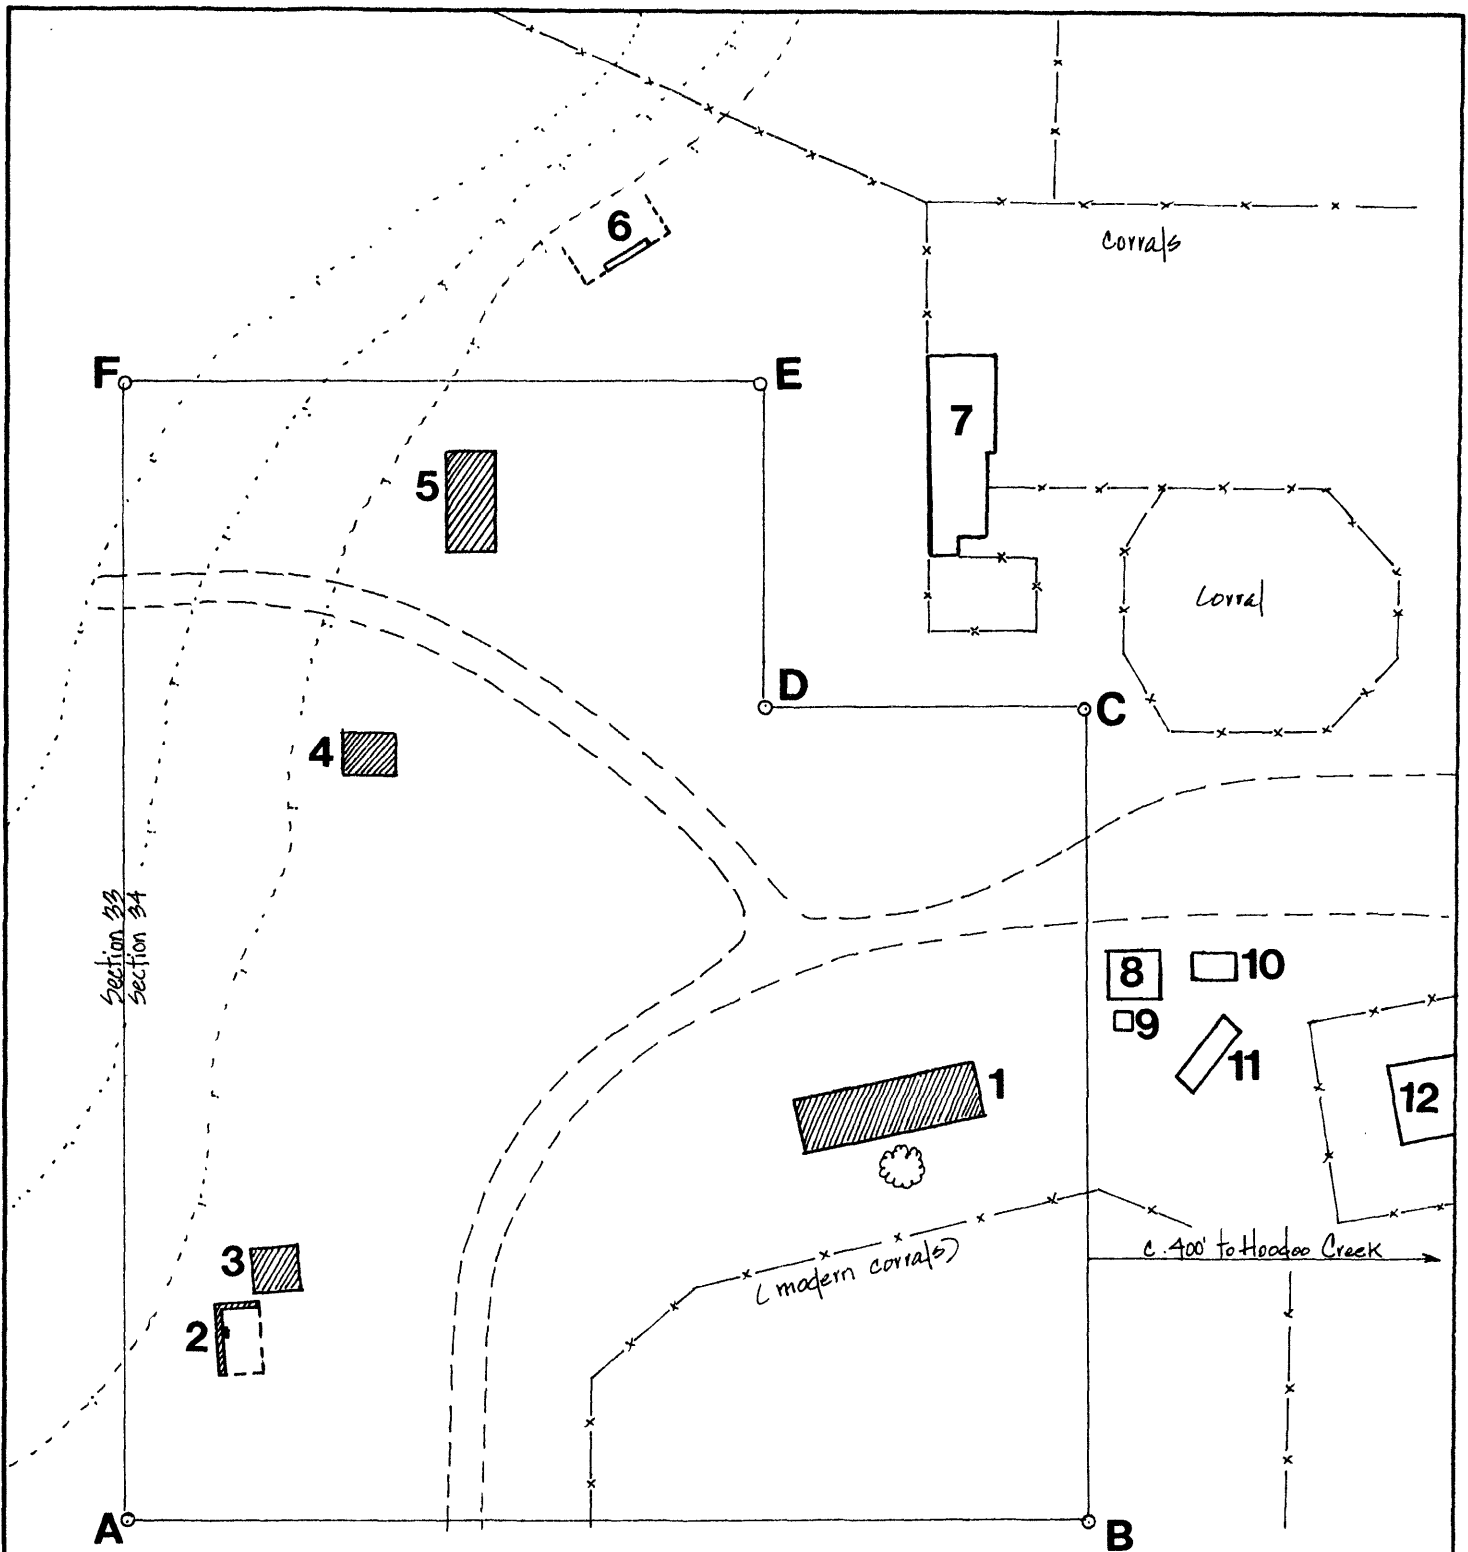 6
Corrals
F
E
7
5
Corral
D
C
4
Section 33
Section 34
8
10
9
11
1
12
3
c. 400' to Hoodoo Creek
(modern corrals)
2
A
B